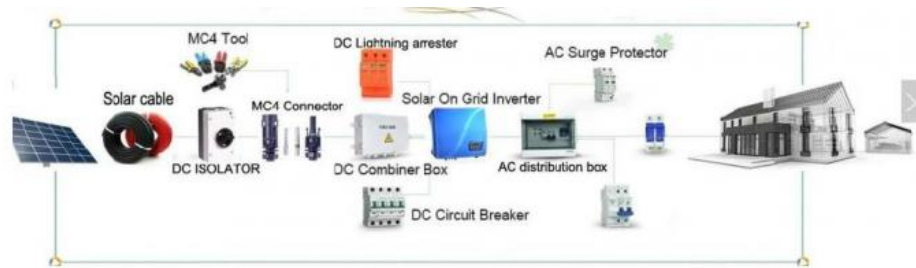 MC4 Tool
DC Lightning arrester
AC Surge Protector
Solar cable
MC4 Connector
Solar On Grid Inverter
DC ISOLATOR
DC Combiner Box
AC distribution box
DC Circuit Breaker